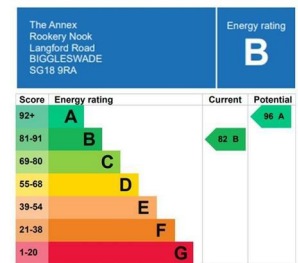 The Annex
Rookery Nook
Langford Road
BIGGLESWADE
SG18 9RA
Energy rating
B
Score Energy rating Current Potential
92+ A 96 A
81-91 B 82 B
69-80 C
55-68 D
39-54 E
21-38 F
1-20 G